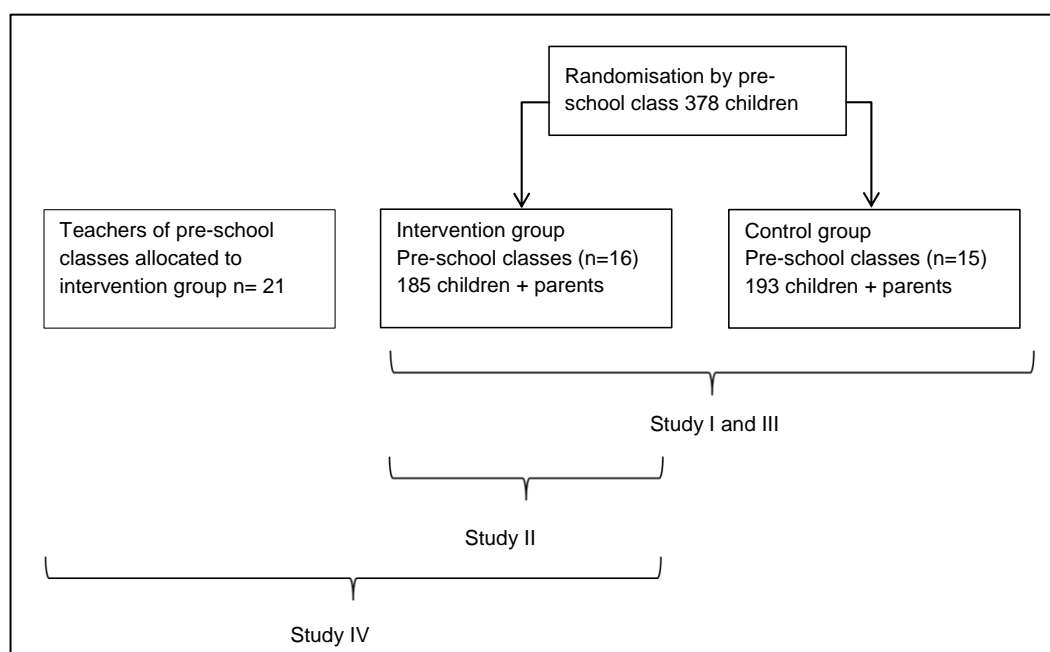 Randomisation by pre-
school class 378 children
Teachers of pre-school
classes allocated to
intervention group n= 21
Intervention group
Pre-school classes (n=16)
185 children + parents
Control group
Pre-school classes (n=15)
193 children + parents
Study I and III
Study II
Study IV